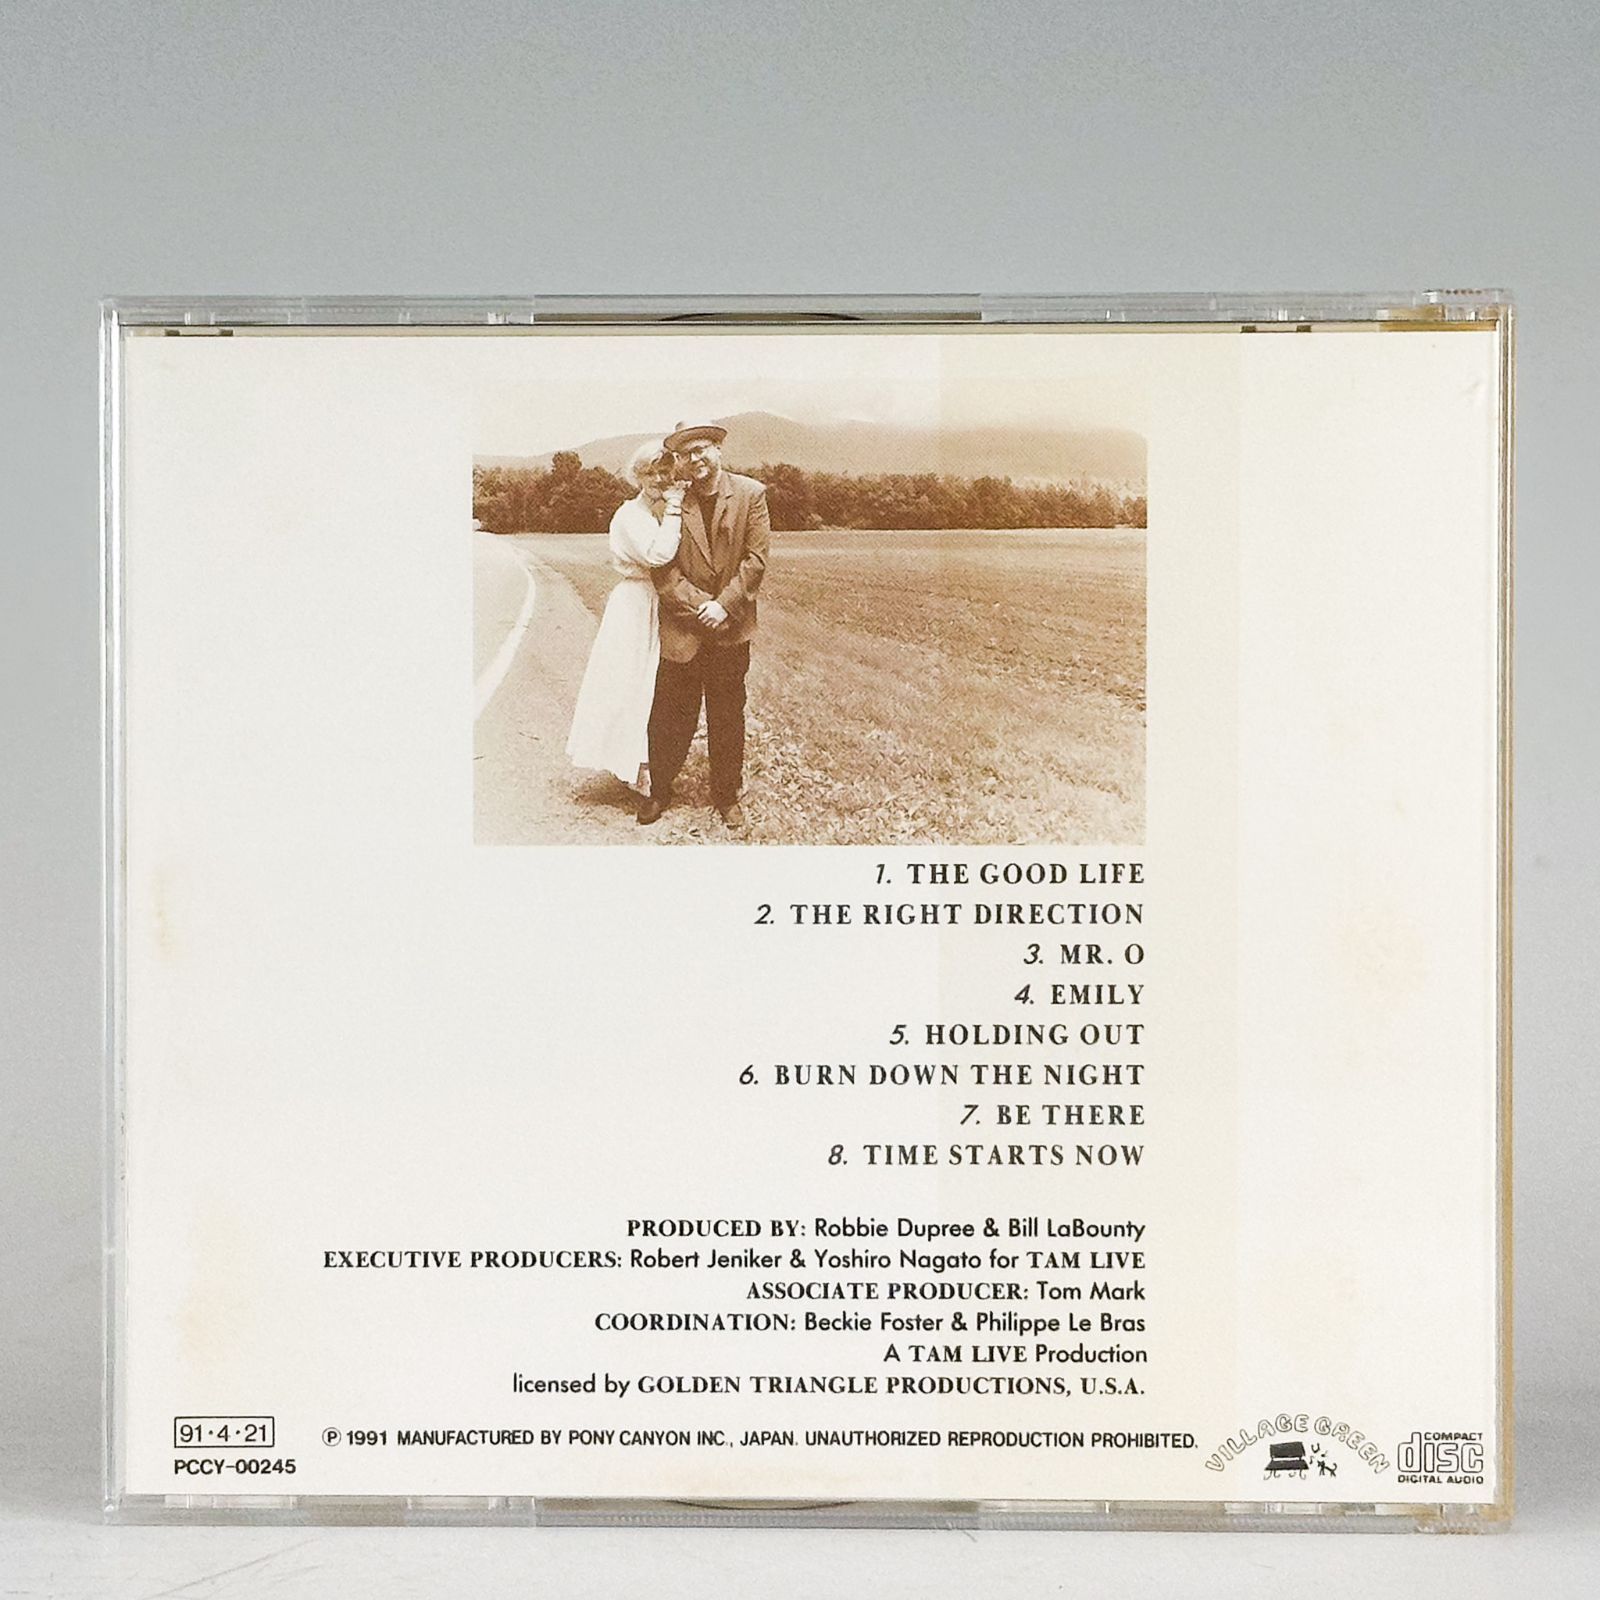 1. THE GOOD LIFE
2. THE RIGHT DIRECTION
3. MR. O
4. EMILY
5. HOLDING OUT
6. BURN DOWN THE NIGHT
7. BE THERE
8. TIME STARTS NOW
PRODUCED BY: Robbie Dupree & Bill LaBounty
EXECUTIVE PRODUCERS: Robert Jeniker & Yoshiro Nagato for TAM LIVE
ASSOCIATE PRODUCER: Tom Mark
COORDINATION: Beckie Foster & Philippe Le Bras
A TAM LIVE Production
licensed by GOLDEN TRIANGLE PRODUCTIONS, U.S.A.
91·4·21
PCCY-00245
℗ 1991 MANUFACTURED BY PONY CANYON INC., JAPAN. UNAUTHORIZED REPRODUCTION PROHIBITED.
VILLAGE GREEN
COMPACT
disc
DIGITAL AUDIO